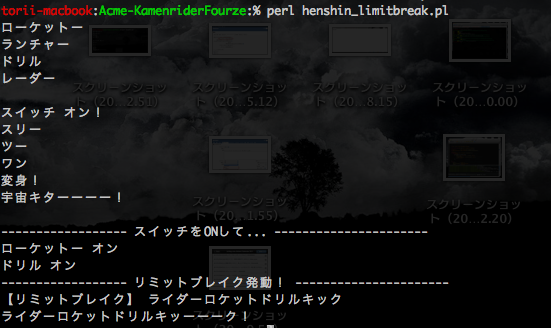 torii-macbook:Acme-KamenriderFourze:% perl henshin_limitbreak.pl
ローケットー
ランチャー
ドリル
レーダー
スクリーンショット（20...2.51）
スクリーンショット（20...5.12）
スクリーンショット（20...8.15）
スクリーンショット（20...0.00）
スイッチ オン！
スリー
ツー
ワン
変身！
宇宙キターーーー！
スクリーンショット（20...1.55）
スクリーンショット（20...2.20）
------------------ スイッチをONして... ----------------------
ローケットー オン
ドリル オン
------------------ リミットブレイク発動！ ----------------------
【リミットブレイク】 ライダーロケットドリルキック
ライダーロケットドリルキッーーーーク！